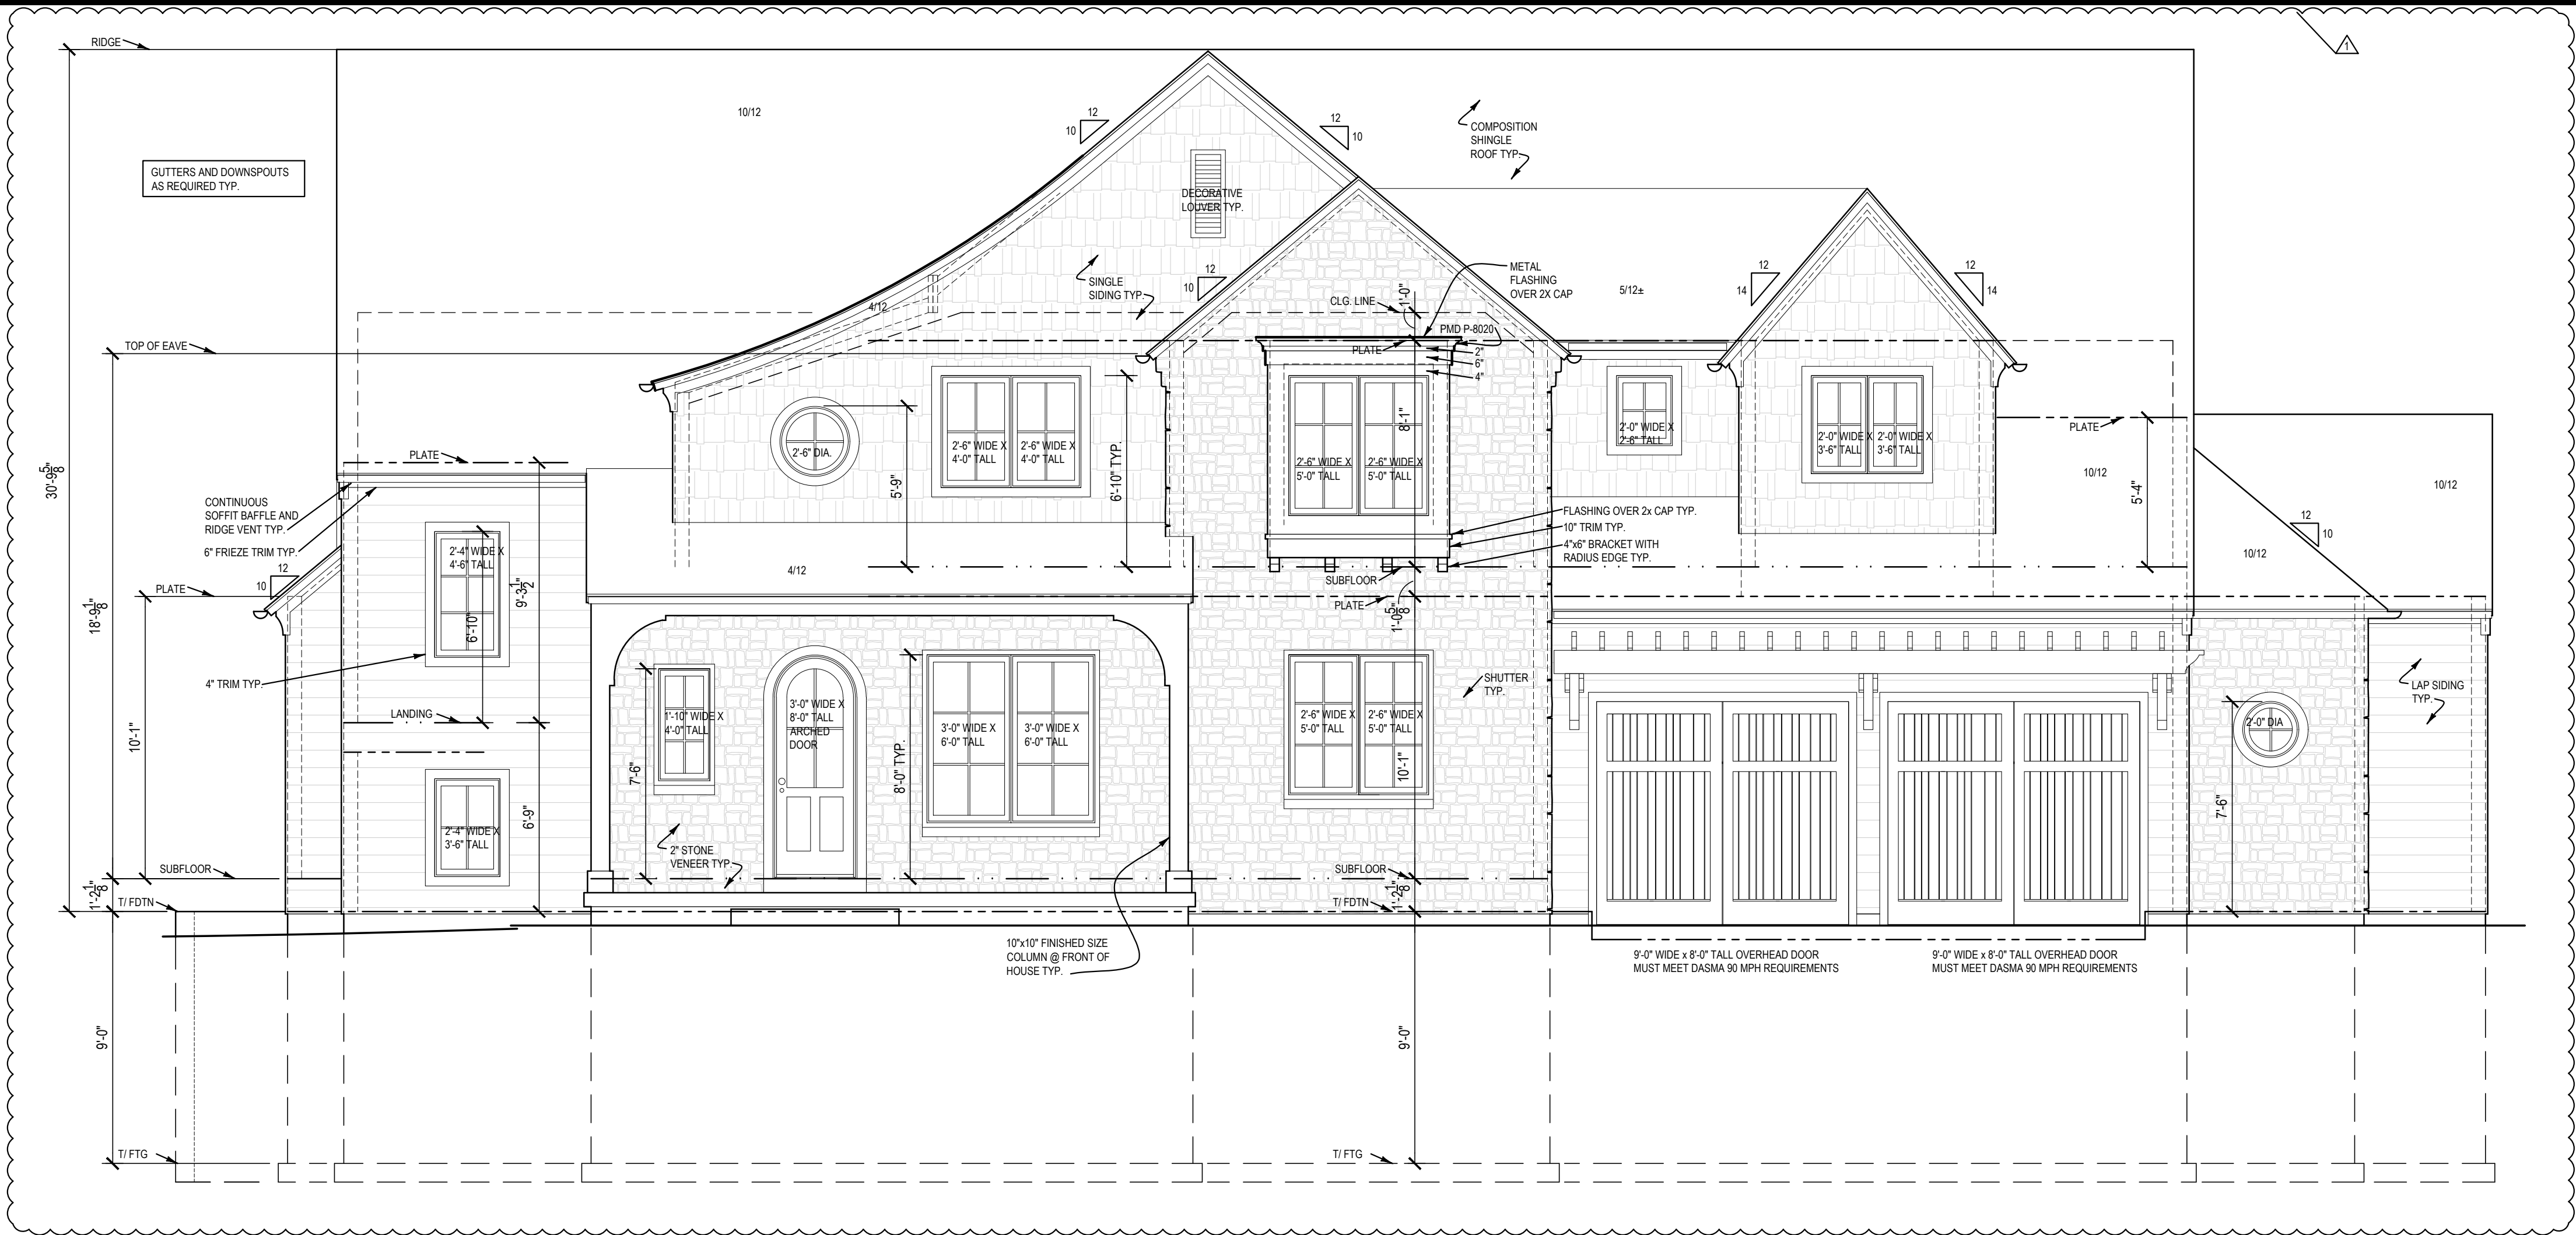 RIDGE
1
12
10
12
10
10/12
COMPOSITION
SHINGLE
ROOF TYP.
GUTTERS AND DOWNSPOUTS
AS REQUIRED TYP.
DECORATIVE
LOUVER TYP.
12
10
SINGLE
SIDING TYP.
METAL
FLASHING
OVER 2X CAP
5/12±
12
14
12
14
4/12
CLG. LINE
1'-0"
PMD P-8020
TOP OF EAVE
PLATE
2"
6"
4"
30'-9 5/8"
2'-6" DIA.
2'-6" WIDE X
4'-0" TALL
2'-6" WIDE X
4'-0" TALL
8'-1"
2'-0" WIDE X
2'-6" TALL
2'-0" WIDE X
3'-6" TALL
2'-0" WIDE X
3'-6" TALL
PLATE
PLATE
5'-9"
6'-10" TYP.
2'-6" WIDE X
5'-0" TALL
2'-6" WIDE X
5'-0" TALL
10/12
5'-4"
10/12
CONTINUOUS
SOFFIT BAFFLE AND
RIDGE VENT TYP.
6" FRIEZE TRIM TYP.
FLASHING OVER 2x CAP TYP.
10" TRIM TYP.
4"x6" BRACKET WITH
RADIUS EDGE TYP.
12
10
12
10
2'-4" WIDE X
4'-6" TALL
9'-3 1/2"
4/12
10/12
PLATE
SUBFLOOR
PLATE
1'-0 5/8"
18'-9 1/8"
6'-10"
4" TRIM TYP.
SHUTTER
TYP.
LAP SIDING
TYP.
LANDING
10'-1"
1'-10" WIDE X
4'-0" TALL
3'-0" WIDE X
8'-0" TALL
ARCHED
DOOR
3'-0" WIDE X
6'-0" TALL
3'-0" WIDE X
6'-0" TALL
2'-6" WIDE X
5'-0" TALL
2'-6" WIDE X
5'-0" TALL
2'-0" DIA
7'-6"
8'-0" TYP.
10'-1"
7'-6"
6'-9"
2'-4" WIDE X
3'-6" TALL
2" STONE
VENEER TYP.
SUBFLOOR
SUBFLOOR
1'-2 1/8"
1'-2 1/8"
T/ FDTN
T/ FDTN
10"x10" FINISHED SIZE
COLUMN @ FRONT OF
HOUSE TYP.
9'-0" WIDE x 8'-0" TALL OVERHEAD DOOR
MUST MEET DASMA 90 MPH REQUIREMENTS
9'-0" WIDE x 8'-0" TALL OVERHEAD DOOR
MUST MEET DASMA 90 MPH REQUIREMENTS
9'-0"
9'-0"
T/ FTG
T/ FTG